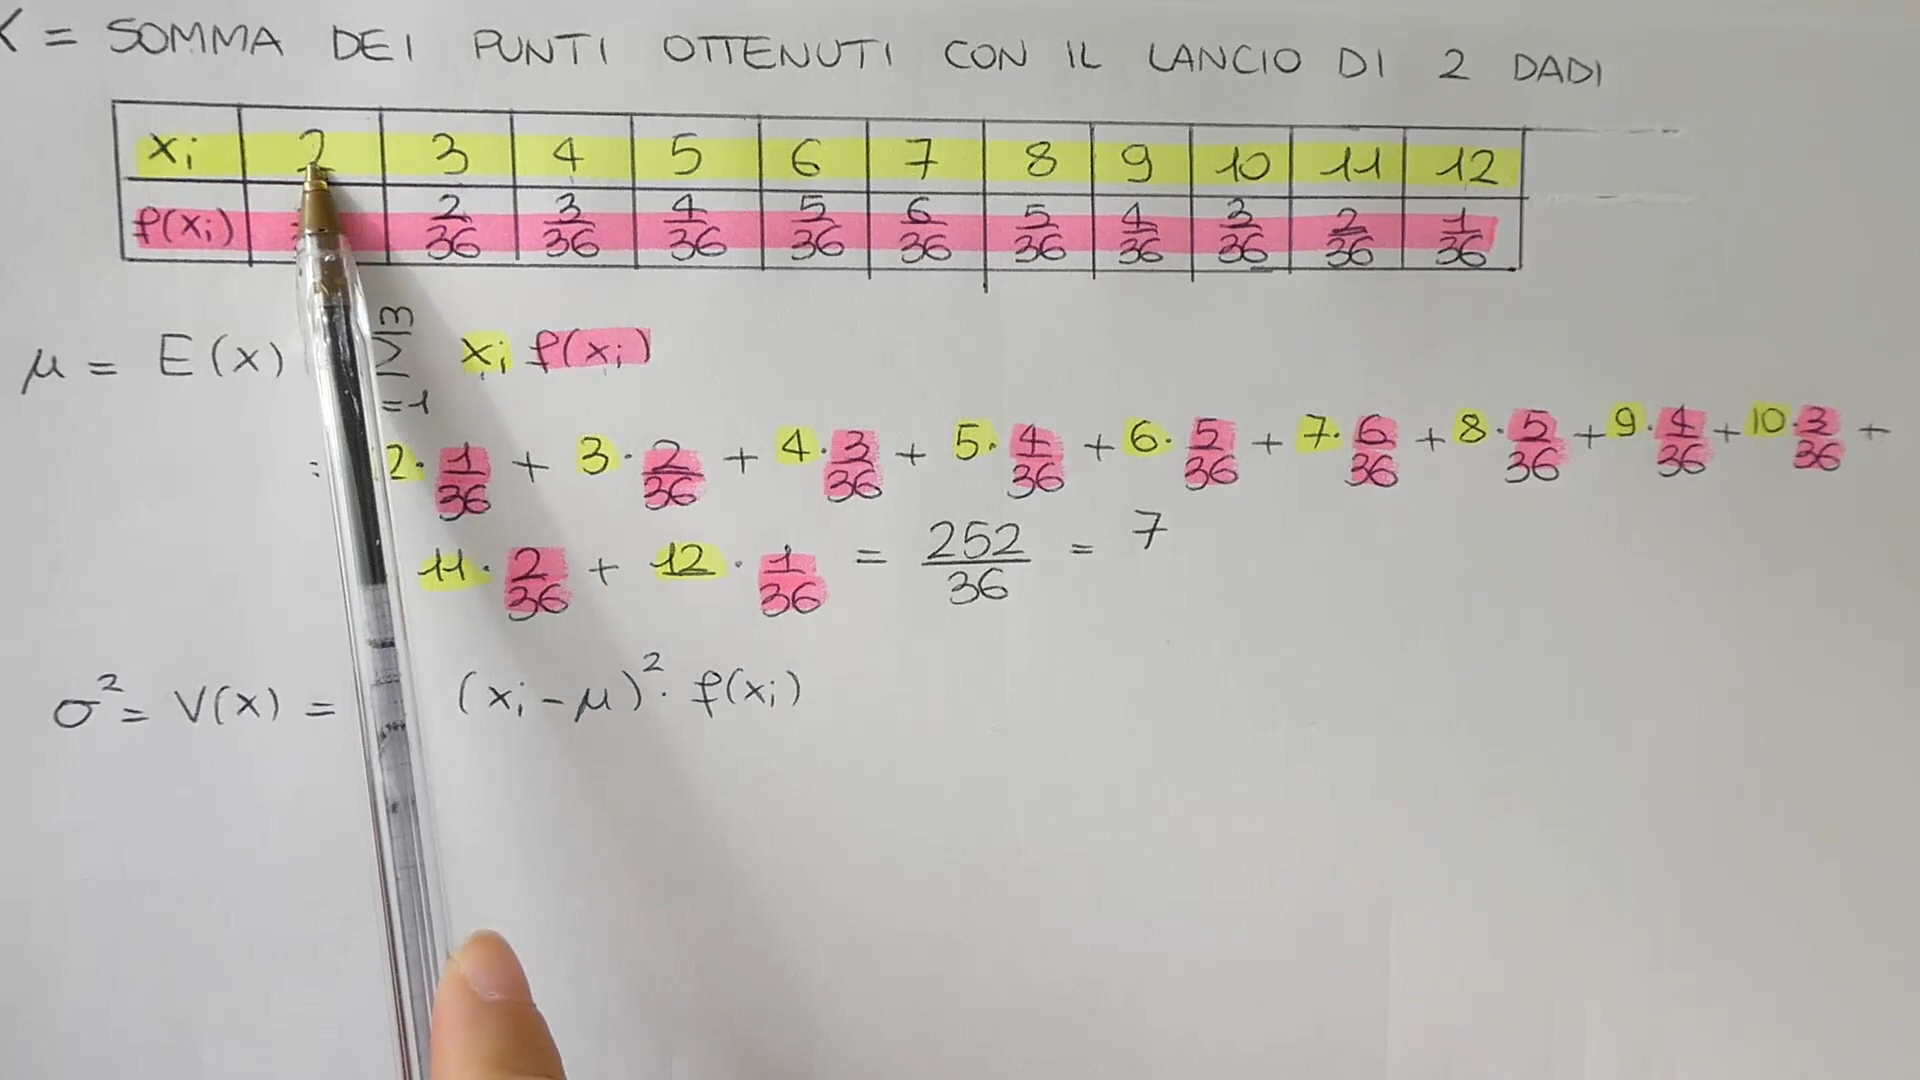 = SOMMA DEI PUNTI OTTENUTI CON IL LANCIO DI 2 DADI
xi 2 3 4 5 6 7 8 9 10 11 12
f(xi) 2/36 3/36 4/36 5/36 6/36 5/36 4/36 3/36 2/36 1/36
μ = E(x) xi f(xi)
= 2·1/36 + 3·2/36 + 4·3/36 + 5·4/36 + 6·5/36 + 7·6/36 + 8·5/36 + 9·4/36 + 10·3/36 +
11·2/36 + 12·1/36 = 252/36 = 7
σ² = V(x) = (xi-μ)²· f(xi)